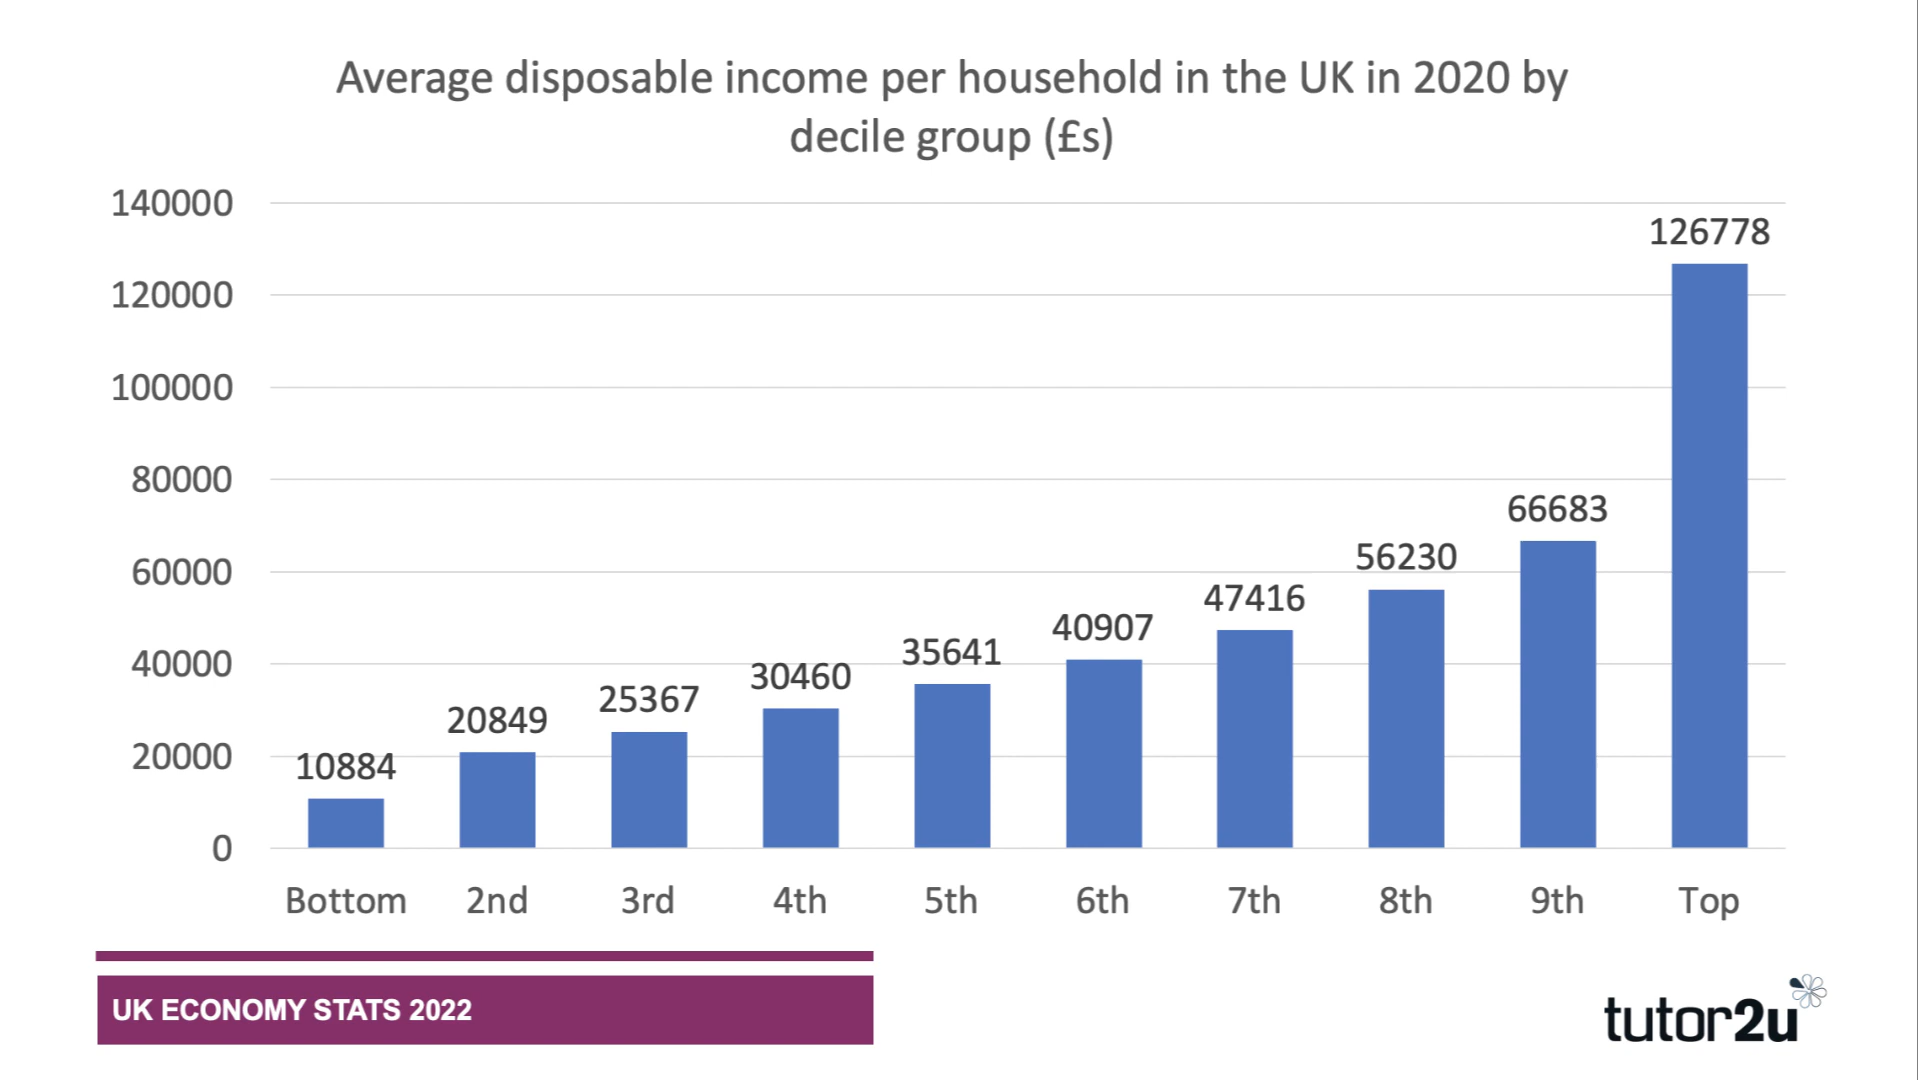 Average disposable income per household in the UK in 2020 by
decile group (£s)
140000
120000
100000
80000
60000
40000
20000
0
10884
20849
25367
30460
35641
40907
47416
56230
66683
126778
Bottom
2nd
3rd
4th
5th
6th
7th
8th
9th
Top
UK ECONOMY STATS 2022
tutor2u